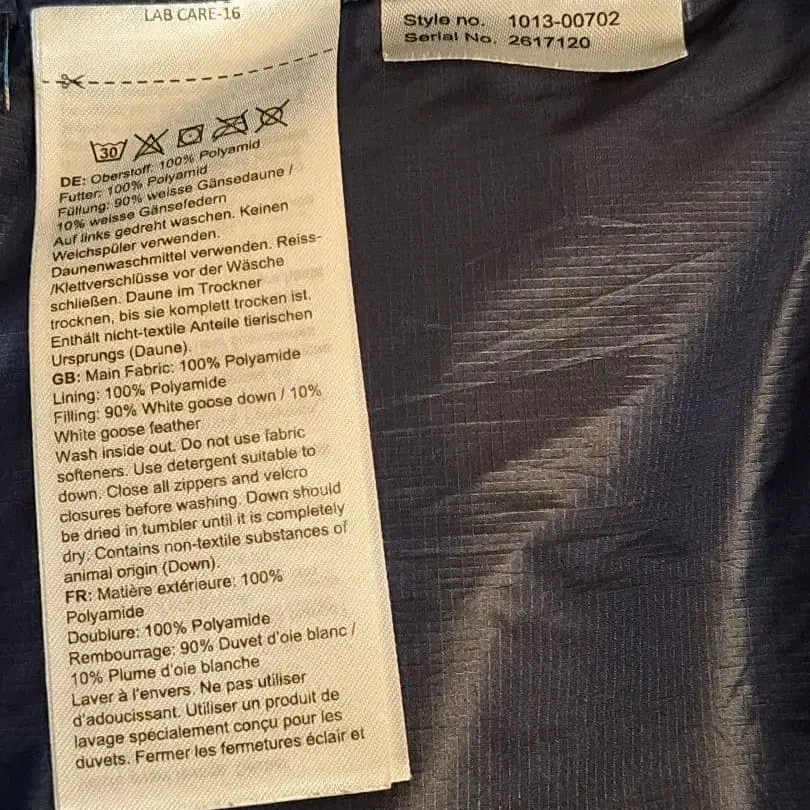 LAB CARE-16
Style no. 1013-00702
Serial No. 2617120
30
DE: Oberstoff: 100% Polyamid
Futter: 100% Polyamid
Füllung: 90% weisse Gänsedaune /
10% weisse Gänsefedern
Auf links gedreht waschen. Keinen
Weichspüler verwenden.
Daunenwaschmittel verwenden. Reiss-
/Klettverschlüsse vor der Wäsche
schließen. Daune im Trockner
trocknen, bis sie komplett trocken ist.
Enthält nicht-textile Anteile tierischen
Ursprungs (Daune).
GB: Main Fabric: 100% Polyamide
Lining: 100% Polyamide
Filling: 90% White goose down / 10%
White goose feather
Wash inside out. Do not use fabric
softeners. Use detergent suitable to
down. Close all zippers and velcro
closures before washing. Down should
be dried in tumbler until it is completely
dry. Contains non-textile substances of
animal origin (Down).
FR: Matière extérieure: 100%
Polyamide
Doublure: 100% Polyamide
Rembourrage: 90% Duvet d'oie blanc /
10% Plume d'oie blanche
Laver à l'envers. Ne pas utiliser
d'adoucissant. Utiliser un produit de
lavage specialement conçu pour les
duvets. Fermer les fermetures éclair et